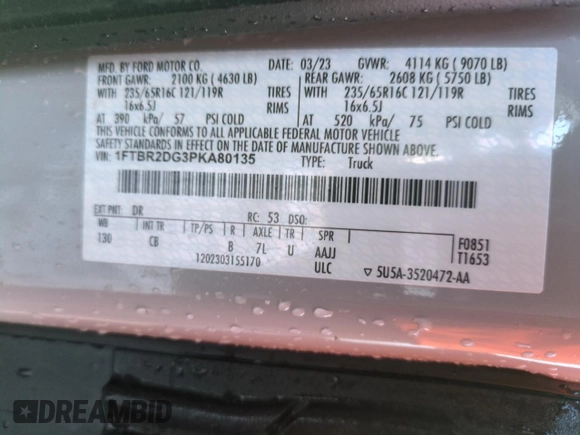 MFD. BY FORD MOTOR CO.
DATE: 03/23 GVWR: 4114 KG ( 9070 LB)
FRONT GAWR: 2100 KG ( 4630 LB) REAR GAWR: 2608 KG ( 5750 LB)
WITH 235/65R16C 121/119R TIRES WITH 235/65R16C 121/119R TIRES
16x6.5J RIMS 16x6.5J RIMS
AT 390 kPa/ 57 PSI COLD AT 520 kPa/ 75 PSI COLD
THIS VEHICLE CONFORMS TO ALL APPLICABLE FEDERAL MOTOR VEHICLE
SAFETY STANDARDS IN EFFECT ON THE DATE OF MANUFACTURE SHOWN ABOVE.
VIN: 1FTBR2DG3PKA80135 TYPE: Truck
EXT PNT: DR RC: 53 DSO:
WB INT TR TP/PS R AXLE TR SPR
130 CB B 7L U AAJJ
1202303155170 ULC
F0851
T1653
▽ 5U5A-3520472-AA
DREAMBID